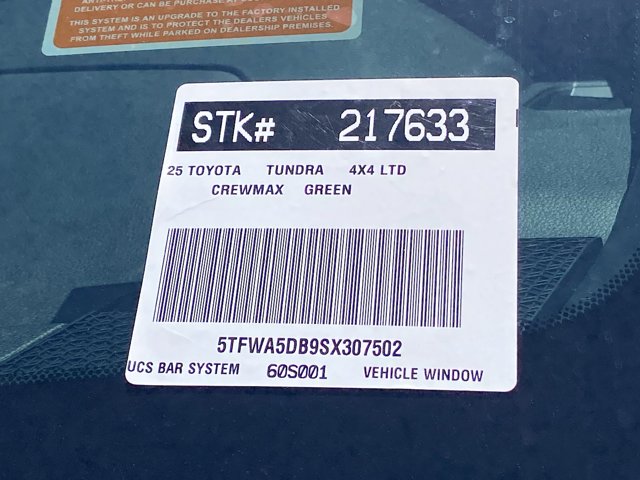 DELIVERY OR CAN BE PURCHASE AT
THIS SYSTEM IS AN UPGRADE TO THE FACTORY INSTALLED
SYSTEM AND IS TO PROTECT THE DEALERS VEHICLES
FROM THEFT WHILE PARKED ON DEALERSHIP PREMISES.
STK# 217633
25 TOYOTA TUNDRA 4X4 LTD
CREWMAX GREEN
5TFWA5DB9SX307502
UCS BAR SYSTEM 60S001 VEHICLE WINDOW